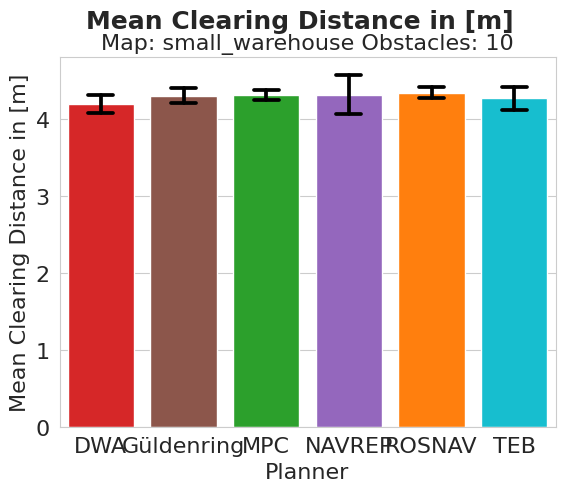 Mean Clearing Distance in [m]
Map: small_warehouse Obstacles: 10
Mean Clearing Distance in [m]
4
3
2
1
0
DWA Güldenring MPC NAVREP ROSNAV TEB
Planner